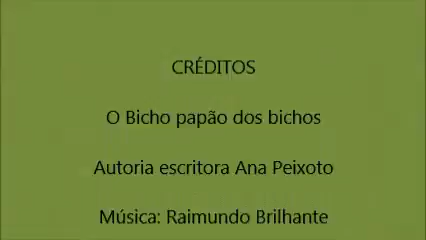 CRÉDITOS
O Bicho papão dos bichos
Autoria escritora Ana Peixoto
Música: Raimundo Brilhante